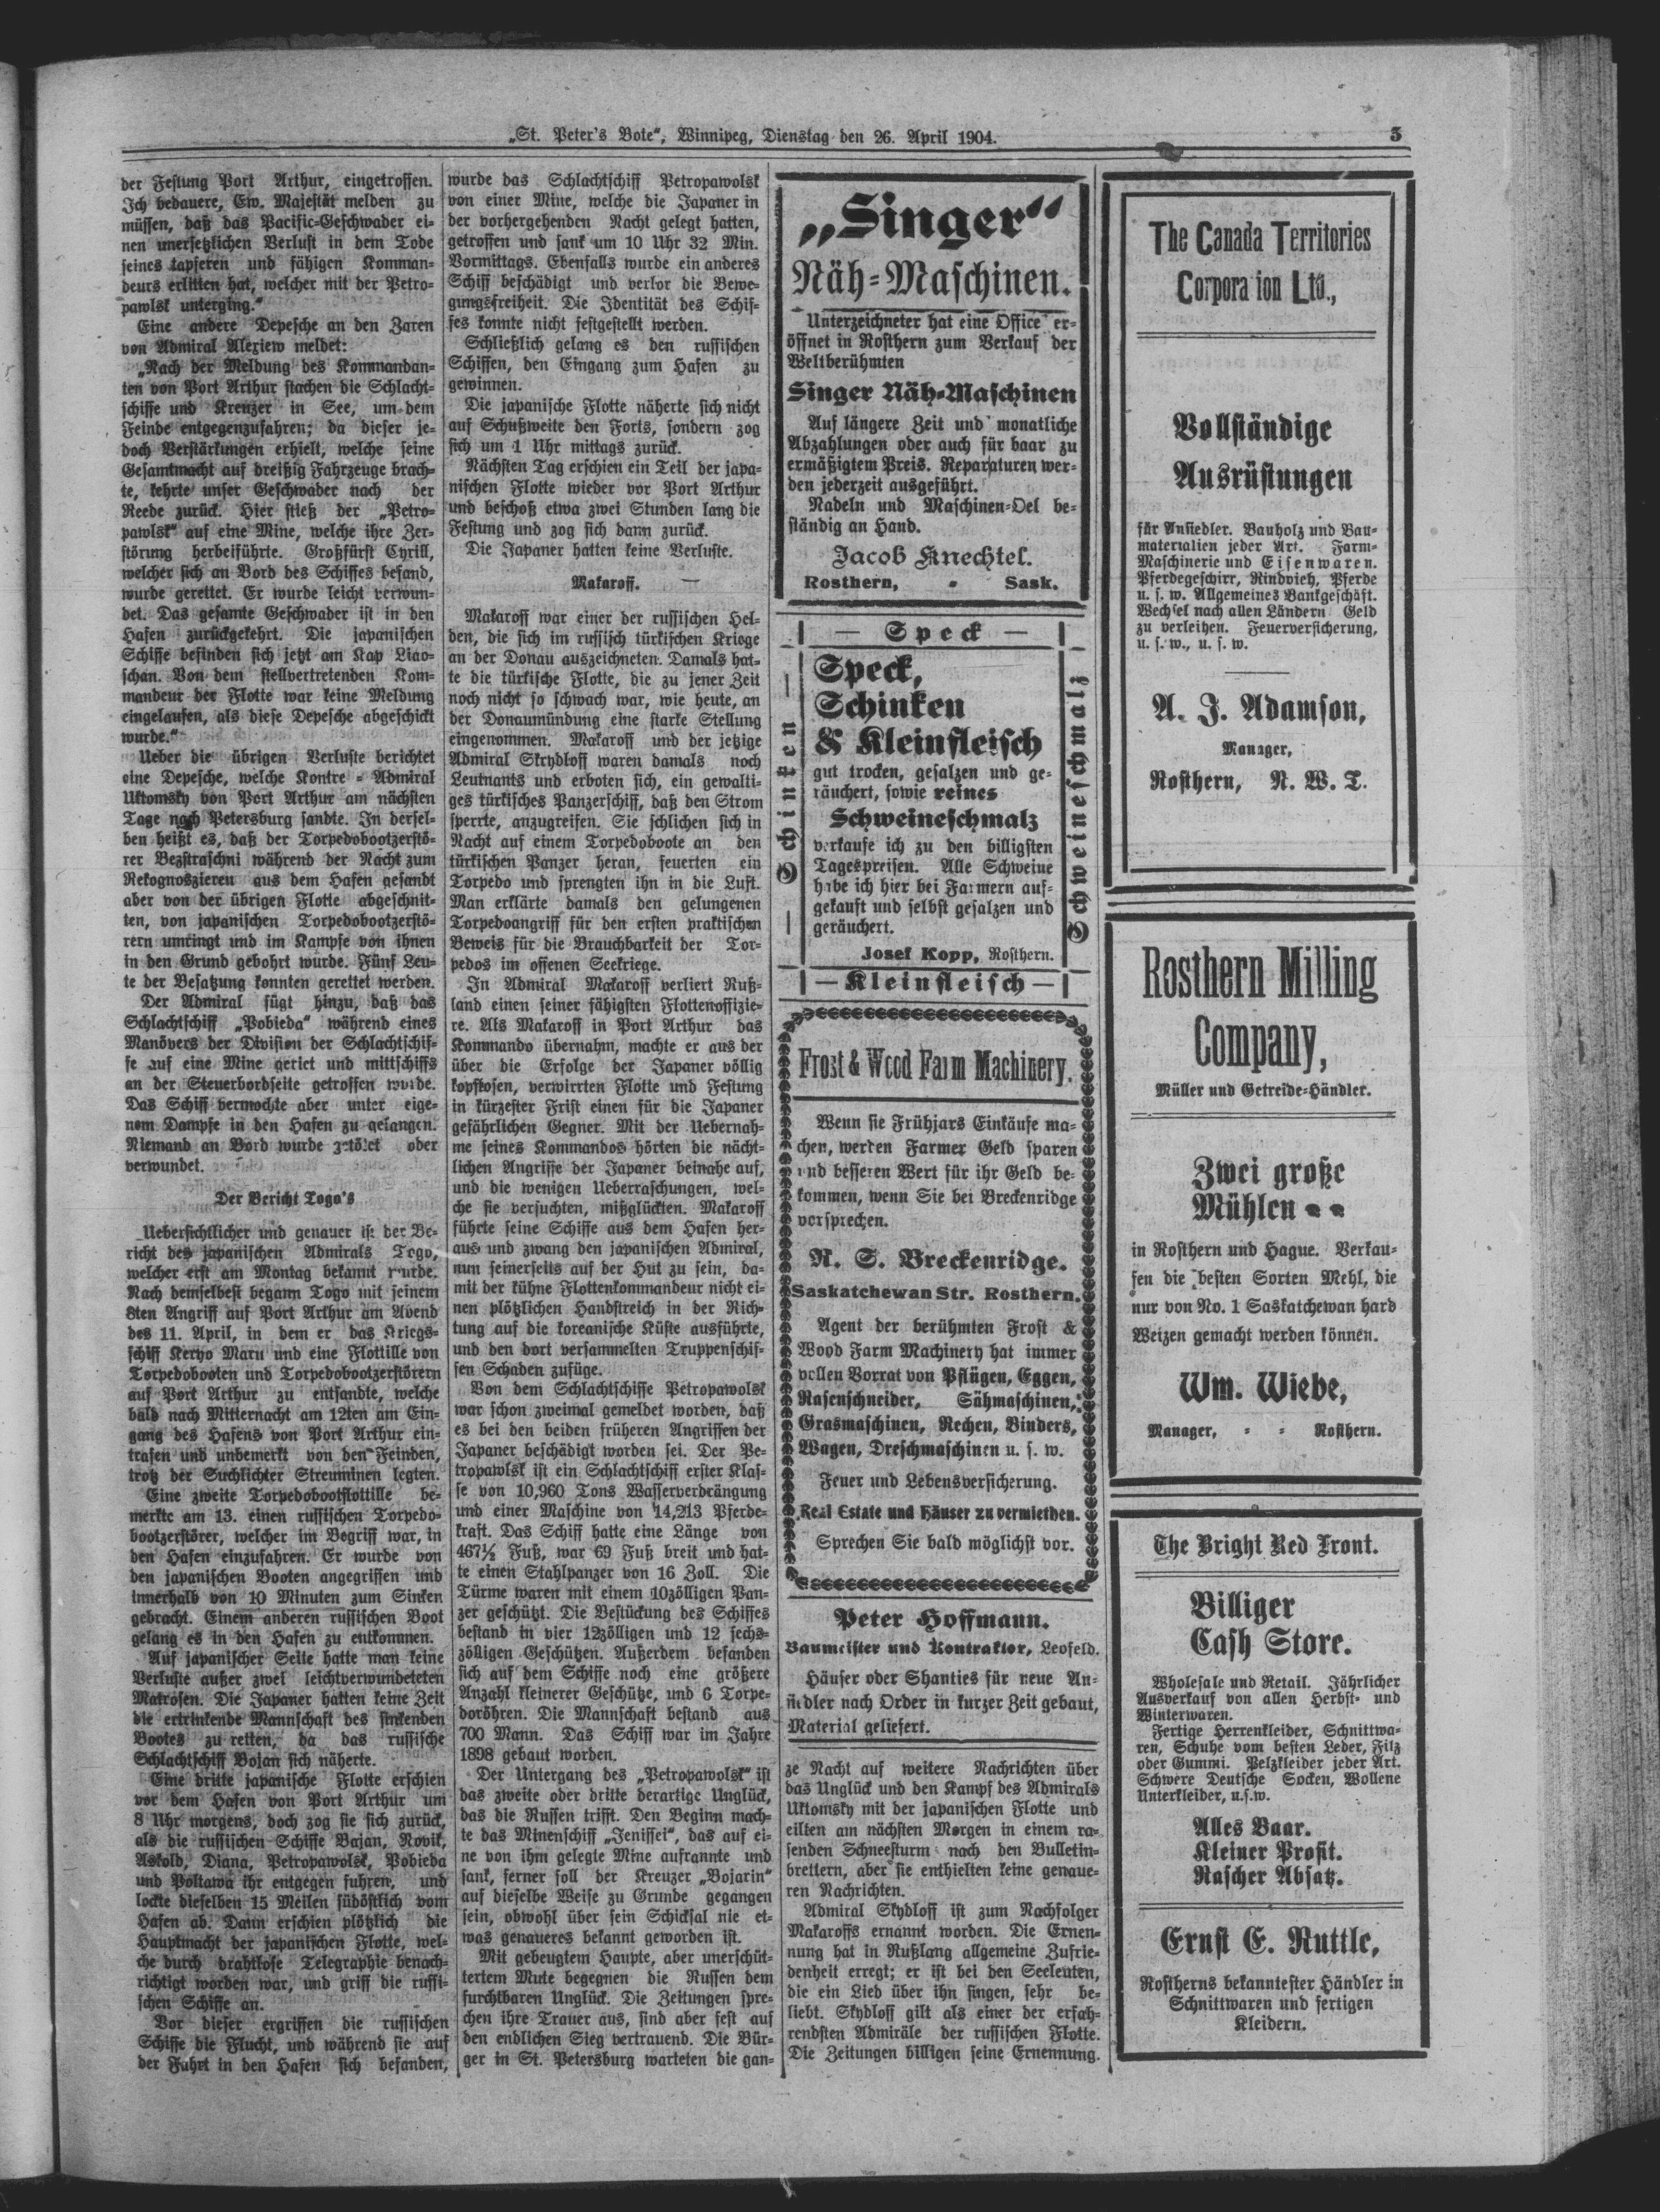 „St. Peter's Bote“, Winnipeg, Dienstag den 26. April 1904.
3
der Festung Port Arthur, eingetroffen.
Ich bedauere, Ew. Majestät melden zu
müssen, daß das Pacific-Geschwader ei-
nen unersetzlichen Verlust in dem Tode
seines tapferen und fähigen Komman-
deurs erlitten hat, welcher mit der Petro-
pawlsk unterging.“
Eine andere Depesche an den Zaren
von Admiral Alexiew meldet:
„Nach der Meldung des Kommandan-
ten von Port Arthur stachen die Schlacht-
schiffe und Kreuzer in See, um dem
Feinde entgegenzufahren; da dieser je-
doch Verstärkungen erhielt, welche seine
Gesamtmacht auf dreißig Fahrzeuge brach-
te, kehrte unser Geschwader nach der
Reede zurück. Hier stieß der „Petro-
pawlsk“ auf eine Mine, welche ihre Zer-
störung herbeiführte. Großfürst Cyrill,
welcher sich an Bord des Schiffes befand,
wurde gerettet. Er wurde leicht verwun-
det. Das gesamte Geschwader ist in den
Hafen zurückgekehrt. Die japanischen
Schiffe befinden sich jetzt am Kap Liao-
schan. Von dem stellvertretenden Kom-
mandeur der Flotte war keine Meldung
eingelaufen, als diese Depesche abgeschickt
wurde.“
Ueber die übrigen Verluste berichtet
eine Depesche, welche Kontre-Admiral
Uktomsky von Port Arthur am nächsten
Tage nach Petersburg sandte. In dersel-
ben heißt es, daß der Torpedobootzerstö-
rer Bezstraschni während der Nacht zum
Rekognoszieren aus dem Hafen gesandt
aber von der übrigen Flotte abgeschnit-
ten, von japanischen Torpedobootzerstö-
rern umringt und im Kampfe von ihnen
in den Grund gebohrt wurde. Fünf Leu-
te der Besatzung konnten gerettet werden.
Der Admiral fügt hinzu, daß das
Schlachtschiff „Pobieda“ während eines
Manövers der Division der Schlachtschif-
fe auf eine Mine geriet und mittschiffs
an der Steuerbordseite getroffen wurde.
Das Schiff vermochte aber unter eige-
nem Dampfe in den Hafen zu gelangen.
Niemand an Bord wurde getötet oder
verwundet.
Der Bericht Togo's
Uebersichtlicher und genauer ist der Be-
richt des japanischen Admirals Togo,
welcher erst am Montag bekannt wurde.
Nach demselbest begann Togo mit seinem
8ten Angriff auf Port Arthur am Abend
des 11. April, in dem er das Kriegs-
schiff Keryo Maru und eine Flottille von
Torpedobooten und Torpedobootzerstörern
auf Port Arthur zu entsandte, welche
bald nach Mitternacht am 12ten am Ein-
gang des Hafens von Port Arthur ein-
trafen und unbemerkt von den Feinden,
trotz der Suchlichter Streuminen legten.
Eine zweite Torpedobootflottille be-
merkte am 13. einen russischen Torpedo-
bootzerstörer, welcher im Begriff war, in
den Hafen einzufahren. Er wurde von
den japanischen Booten angegriffen und
innerhalb von 10 Minuten zum Sinken
gebracht. Einem anderen russischen Boot
gelang es in den Hafen zu entkommen.
Auf japanischer Seite hatte man keine
Verluste außer zwei leichtverwundeteten
Matrosen. Die Japaner hatten keine Zeit
die ertrinkende Mannschaft des sinkenden
Bootes zu retten, da das russische
Schlachtschiff Bojan sich näherte.
Eine dritte japanische Flotte erschien
vor dem Hafen von Port Arthur um
8 Uhr morgens, doch zog sie sich zurück,
als die russischen Schiffe Bajan, Novik,
Askold, Diana, Petropawolsk, Pobieda
und Poltawa ihr entgegen fuhren, und
lockte dieselben 15 Meilen südöstlich vom
Hafen ab. Dann erschien plötzlich die
Hauptmacht der japanischen Flotte, wel-
che durch drahtlose Telegraphie benach-
richtigt worden war, und griff die russi-
schen Schiffe an.
Vor dieser ergriffen die russischen
Schiffe die Flucht, und während sie auf
der Fahrt in den Hafen sich befanden,
wurde das Schlachtschiff Petropawolsk
von einer Mine, welche die Japaner in
der vorhergehenden Nacht gelegt hatten,
getroffen und sank um 10 Uhr 32 Min.
Vormittags. Ebenfalls wurde ein anderes
Schiff beschädigt und verlor die Bewe-
gungsfreiheit. Die Identität des Schif-
fes konnte nicht festgestellt werden.
Schließlich gelang es den russischen
Schiffen, den Eingang zum Hafen zu
gewinnen.
Die japanische Flotte näherte sich nicht
auf Schußweite den Forts, sondern zog
sich um 1 Uhr mittags zurück.
Nächsten Tag erschien ein Teil der japa-
nischen Flotte wieder vor Port Arthur
und beschoß etwa zwei Stunden lang die
Festung und zog sich dann zurück.
Die Japaner hatten keine Verluste.
Makaroff.
Makaroff war einer der russischen Hel-
den, die sich im russisch türkischen Kriege
an der Donau auszeichneten. Damals hat-
te die türkische Flotte, die zu jener Zeit
noch nicht so schwach war, wie heute, an
der Donaumündung eine starke Stellung
eingenommen. Makaroff und der jetzige
Admiral Skrydloff waren damals noch
Leutnants und erboten sich, ein gewalti-
ges türkisches Panzerschiff, daß den Strom
sperrte, anzugreifen. Sie schlichen sich in
Nacht auf einem Torpedoboote an den
türkischen Panzer heran, feuerten ein
Torpedo und sprengten ihn in die Luft.
Man erklärte damals den gelungenen
Torpedoangriff für den ersten praktischen
Beweis für die Brauchbarkeit der Tor-
pedos im offenen Seekriege.
In Admiral Makaroff verliert Ruß-
land einen seiner fähigsten Flottenoffizie-
re. Als Makaroff in Port Arthur das
Kommando übernahm, machte er aus der
über die Erfolge der Japaner völlig
kopflosen, verwirrten Flotte und Festung
in kürzester Frist einen für die Japaner
gefährlichen Gegner. Mit der Uebernah-
me seines Kommandos hörten die nächt-
lichen Angriffe der Japaner beinahe auf,
und die wenigen Ueberraschungen, wel-
che sie versuchten, mißglückten. Makaroff
führte seine Schiffe aus dem Hafen her-
aus und zwang den japanischen Admiral,
nun seinerseits auf der Hut zu sein, da-
mit der kühne Flottenkommandeur nicht ei-
nen plötzlichen Handstreich in der Rich-
tung auf die koreanische Küste ausführte,
und den dort versammelten Truppenschif-
fen Schaden zufüge.
Von dem Schlachtschiffe Petropawolsk
war schon zweimal gemeldet worden, daß
es bei den beiden früheren Angriffen der
Japaner beschädigt worden sei. Der Pe-
tropawlsk ist ein Schlachtschiff erster Klas-
se von 10,960 Tons Wasserverdrängung
und einer Maschine von 14,213 Pferde-
kraft. Das Schiff hatte eine Länge von
467½ Fuß, war 69 Fuß breit und hat-
te einen Stahlpanzer von 16 Zoll. Die
Türme waren mit einem 10zölligen Pan-
zer geschützt. Die Bestückung des Schiffes
bestand in vier 12zölligen und 12 sechs-
zölligen Geschützen. Außerdem befanden
sich auf dem Schiffe noch eine größere
Anzahl kleinerer Geschütze, und 6 Torpe-
doröhren. Die Mannschaft bestand aus
700 Mann. Das Schiff war im Jahre
1898 gebaut worden.
Der Untergang des „Petropawolsk“ ist
das zweite oder dritte derartige Unglück,
das die Russen trifft. Den Beginn mach-
te das Minenschiff „Jenissei“, das auf ei-
ne von ihm gelegte Mine aufrannte und
sank, ferner soll der Kreuzer „Bojarin“
auf dieselbe Weise zu Grunde gegangen
sein, obwohl über sein Schicksal nie et-
was genaueres bekannt geworden ist.
Mit gebeugtem Haupte, aber unerschüt-
tertem Mute begegnen die Russen dem
furchtbaren Unglück. Die Zeitungen spre-
chen ihre Trauer aus, sind aber fest auf
den endlichen Sieg vertrauend. Die Bür-
ger in St. Petersburg warteten die gan-
„Singer“
Näh-Maschinen.
Unterzeichneter hat eine Office er-
öffnet in Rosthern zum Verkauf der
Weltberühmten
Singer Näh-Maschinen
Auf längere Zeit und monatliche
Abzahlungen oder auch für baar zu
ermäßigtem Preis. Reparaturen wer-
den jederzeit ausgeführt.
Nadeln und Maschinen-Oel be-
ständig an Hand.
Jacob Knechtel.
Rosthern, - Sask.
— Speck —
— Schinken —
Schweineschmalz
Speck,
Schinken
& Kleinfleisch
gut trocken, gesalzen und ge-
räuchert, sowie reines
Schweineschmalz
verkaufe ich zu den billigsten
Tagespreisen. Alle Schweine
habe ich hier bei Farmern auf-
gekauft und selbst gesalzen und
geräuchert.
Josef Kopp, Rosthern.
— Kleinfleisch —
Frost & Wood Farm Machinery.
Wenn sie Frühjars Einkäufe ma-
chen, werden Farmer Geld sparen
und besseren Wert für ihr Geld be-
kommen, wenn Sie bei Breckenridge
vorsprechen.
R. S. Breckenridge.
Saskatchewan Str. Rosthern.
Agent der berühmten Frost &
Wood Farm Machinery hat immer
vollen Vorrat von Pflügen, Eggen,
Rasenschneider, Sähmaschinen,
Grasmaschinen, Rechen, Binders,
Wagen, Dreschmaschinen u. s. w.
Feuer und Lebensversicherung.
Real Estate und Häuser zu vermiethen.
Sprechen Sie bald möglichst vor.
Peter Hoffmann.
Baumeister und Kontraktor, Leofeld.
Häuser oder Shanties für neue An-
siedler nach Order in kurzer Zeit gebaut,
Material geliefert.
ze Nacht auf weitere Nachrichten über
das Unglück und den Kampf des Admirals
Uktomsky mit der japanischen Flotte und
eilten am nächsten Morgen in einem ra-
senden Schneesturm nach den Bulletin-
brettern, aber sie enthielten keine genaue-
ren Nachrichten.
Admiral Skydloff ist zum Nachfolger
Makaroffs ernannt worden. Die Ernen-
nung hat in Rußlang allgemeine Zufrie-
denheit erregt; er ist bei den Seeleuten,
die ein Lied über ihn singen, sehr be-
liebt. Skydloff gilt als einer der erfah-
rendsten Admiräle der russischen Flotte.
Die Zeitungen billigen seine Ernennung.
The Canada Territories
Corporation Ltd.,
Vollständige
Ausrüstungen
für Ansiedler. Bauholz und Bau-
materialien jeder Art. Farm-
Maschinerie und Eisenwaren.
Pferdegeschirr, Rindvieh, Pferde
u. s. w. Allgemeines Bankgeschäft.
Wechsel nach allen Ländern Geld
zu verleihen. Feuerversicherung,
u. s. w., u. s. w.
A. J. Adamson,
Manager,
Rosthern, N. W. T.
Rosthern Milling
Company,
Müller und Getreide-Händler.
Zwei große
Mühlen
in Rosthern und Hague. Verkau-
fen die besten Sorten Mehl, die
nur von No. 1 Saskatchewan hard
Weizen gemacht werden können.
Wm. Wiebe,
Manager, - - Rosthern.
The Bright Red Front.
Billiger
Cash Store.
Wholesale und Retail. Jährlicher
Ausverkauf von allen Herbst- und
Winterwaren.
Fertige Herrenkleider, Schnittwa-
ren, Schuhe vom besten Leder, Filz
oder Gummi. Pelzkleider jeder Art.
Schwere Deutsche Socken, Wollene
Unterkleider, u.s.w.
Alles Baar.
Kleiner Profit.
Rascher Absatz.
Ernst E. Ruttle,
Rostherns bekanntester Händler in
Schnittwaren und fertigen
Kleidern.